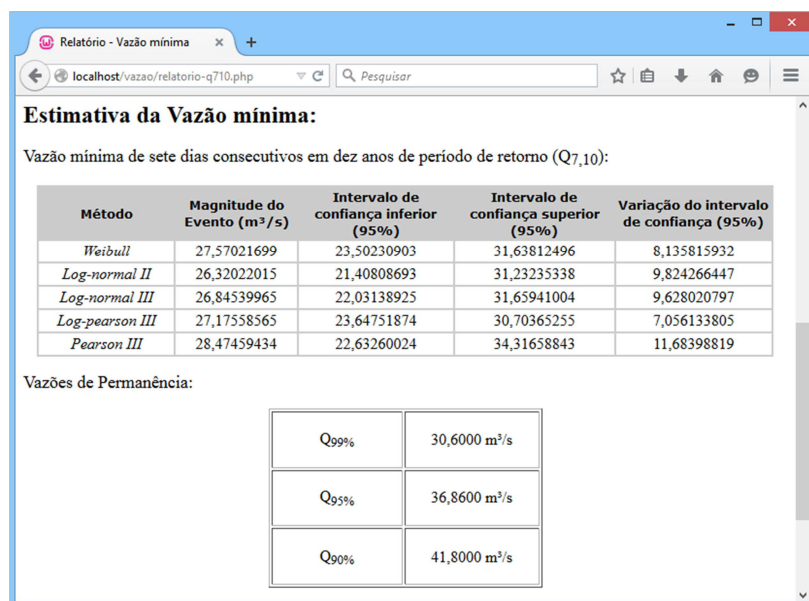 Relatório - Vazão mínima
localhost/vazao/relatorio-q710.php
Pesquisar
Estimativa da Vazão mínima:
Vazão mínima de sete dias consecutivos em dez anos de período de retorno (Q7,10):
Método Magnitude do Evento (m³/s) Intervalo de confiança inferior (95%) Intervalo de confiança superior (95%) Variação do intervalo de confiança (95%)
Weibull 27,57021699 23,50230903 31,63812496 8,135815932
Log-normal II 26,32022015 21,40808693 31,23235338 9,824266447
Log-normal III 26,84539965 22,03138925 31,65941004 9,628020797
Log-pearson III 27,17558565 23,64751874 30,70365255 7,056133805
Pearson III 28,47459434 22,63260024 34,31658843 11,68398819
Vazões de Permanência:
Q99% 30,6000 m³/s
Q95% 36,8600 m³/s
Q90% 41,8000 m³/s